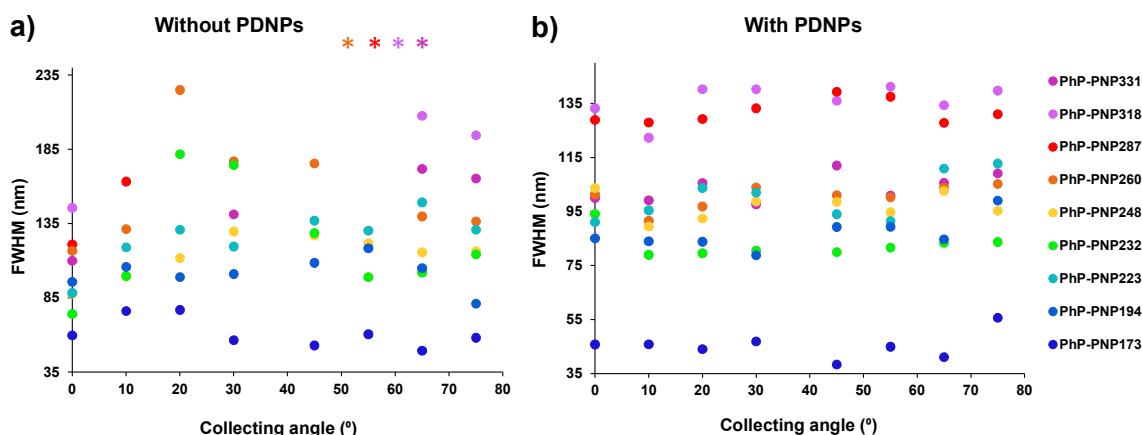 a)
Without PDNPs
* * * *
235
185
135
85
35
FWHM (nm)
0 10 20 30 40 50 60 70 80
Collecting angle (º)
b)
With PDNPs
135
115
95
75
55
35
FWHM (nm)
0 10 20 30 40 50 60 70 80
Collecting angle (º)
PhP-PNP331
PhP-PNP318
PhP-PNP287
PhP-PNP260
PhP-PNP248
PhP-PNP232
PhP-PNP223
PhP-PNP194
PhP-PNP173